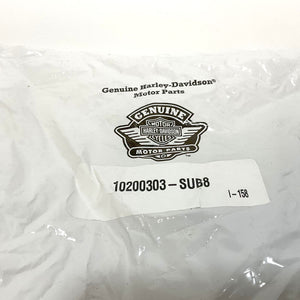 Genuine Harley-Davidson®
Motor Parts
GENUINE
MOTOR
HARLEY-DAVIDSON
CYCLES
MOTOR PARTS
10200303-SUB8
I-158